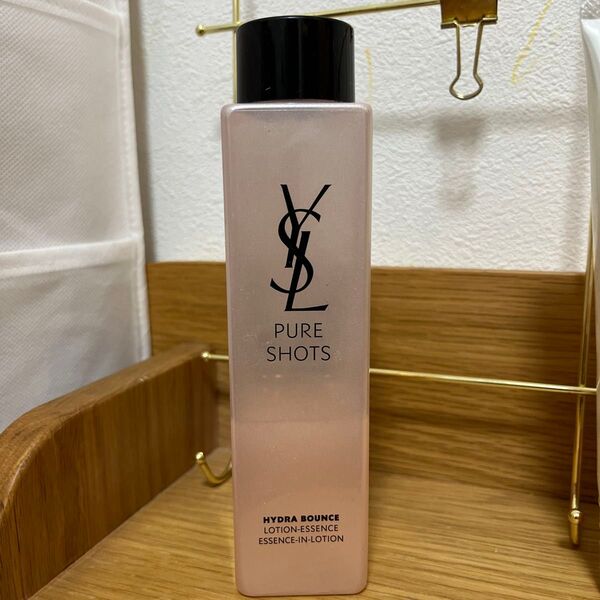 YSL
PURE
SHOTS
HYDRA BOUNCE
LOTION-ESSENCE
ESSENCE-IN-LOTION